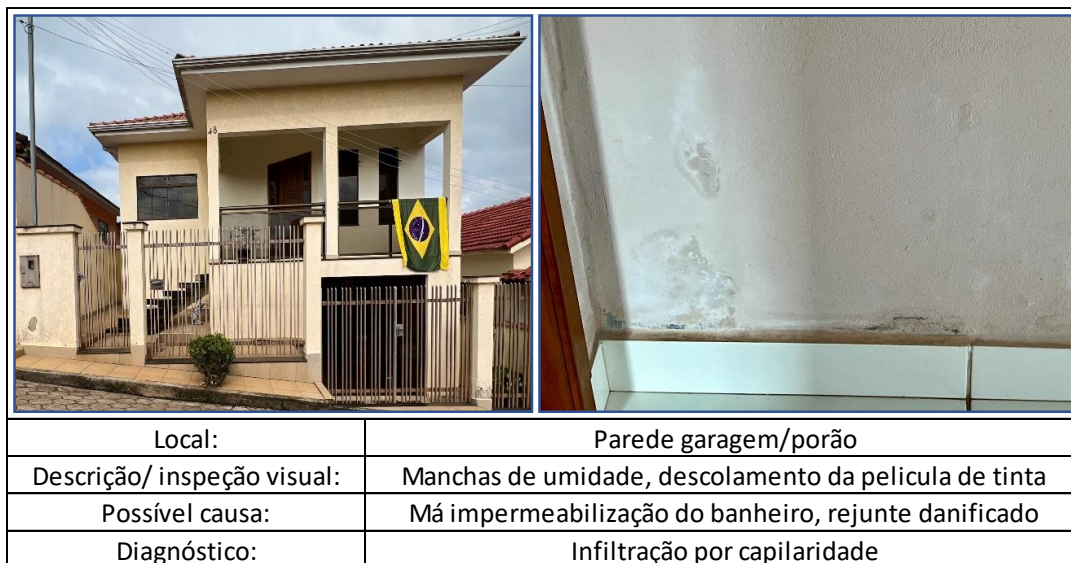 48
Local: Parede garagem/porão
Descrição/ inspeção visual: Manchas de umidade, descolamento da pelicula de tinta
Possível causa: Má impermeabilização do banheiro, rejunte danificado
Diagnóstico: Infiltração por capilaridade